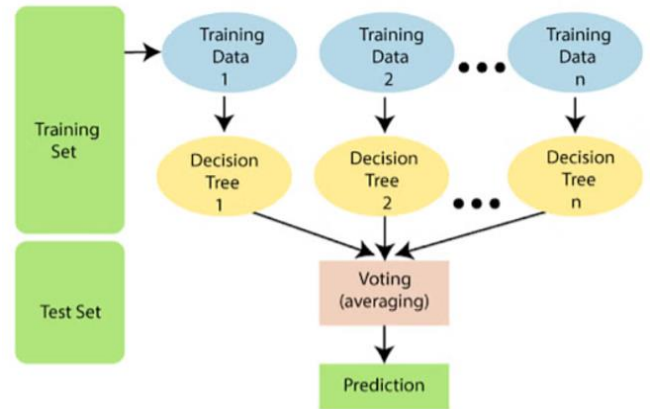 Training
Set
Test Set
Training
Data
1
Training
Data
2
Training
Data
n
Decision
Tree
1
Decision
Tree
2
Decision
Tree
n
Voting
(averaging)
Prediction